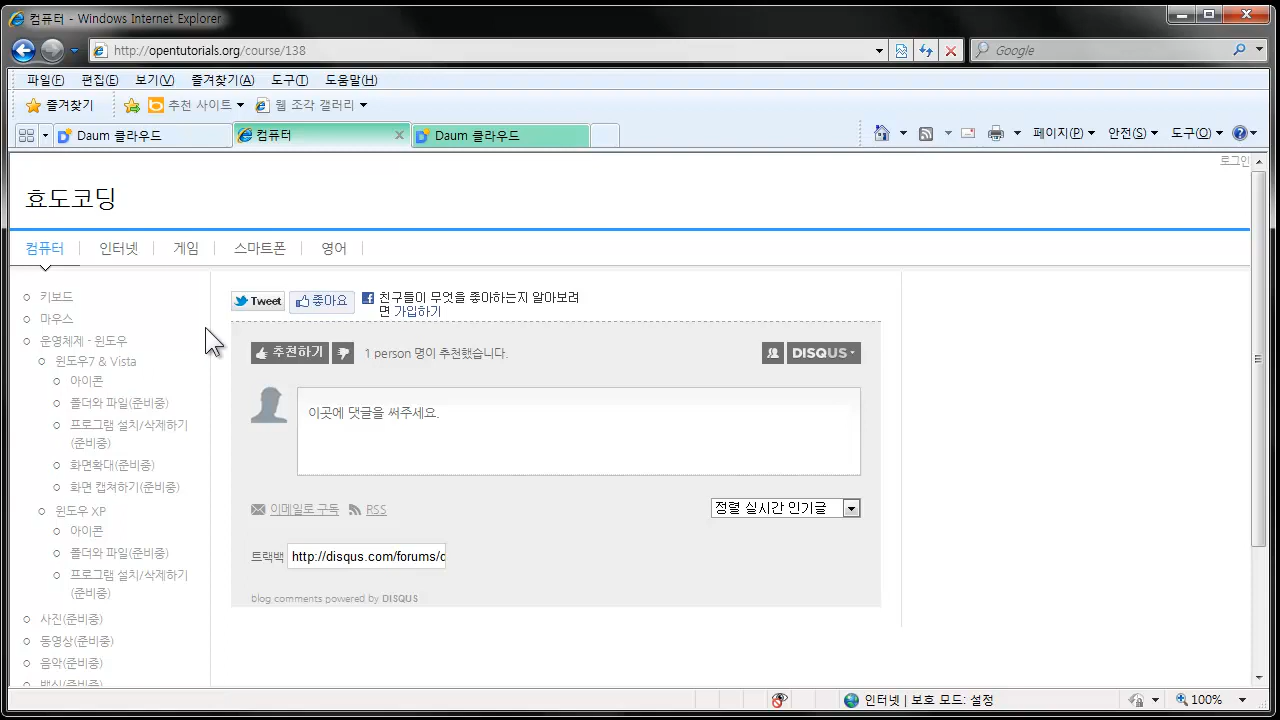 컴퓨터 - Windows Internet Explorer
http://opentutorials.org/course/138
Google
파일(F) 편집(E) 보기(V) 즐겨찾기(A) 도구(T) 도움말(H)
즐겨찾기 추천 사이트 웹 조각 갤러리
Daum 클라우드 컴퓨터 Daum 클라우드 페이지(P) 안전(S) 도구(O)
로그인
효도코딩
컴퓨터 인터넷 게임 스마트폰 영어
키보드
마우스
운영체제 - 윈도우
윈도우7 & Vista
아이콘
폴더와 파일(준비중)
프로그램 설치/삭제하기
(준비중)
화면확대(준비중)
화면 캡쳐하기(준비중)
윈도우 XP
아이콘
폴더와 파일(준비중)
프로그램 설치/삭제하기
(준비중)
사진(준비중)
동영상(준비중)
음악(준비중)
Tweet 좋아요 친구들이 무엇을 좋아하는지 알아보려
면 가입하기
추천하기 1 person 명이 추천했습니다. DISQUS
이곳에 댓글을 써주세요.
이메일로 구독 RSS 정렬 실시간 인기글
트랙백 http://disqus.com/forums/
blog comments powered by DISQUS
인터넷 | 보호 모드: 설정 100%